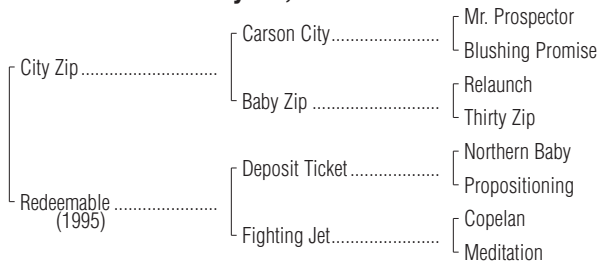 Mr. Prospector
Carson City
Blushing Promise
City Zip
Relaunch
Baby Zip
Thirty Zip
Northern Baby
Deposit Ticket
Propositioning
Redeemable
(1995)
Copelan
Fighting Jet
Meditation